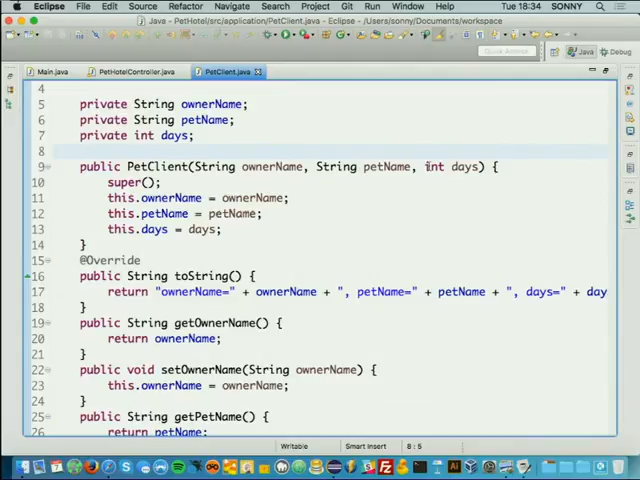 Eclipse File Edit Source Refactor Navigate Search Project Run Window Help Tue 18:34 SONNY
Java - PetHotel/src/application/PetClient.java - Eclipse - /Users/sonny/Documents/workspace
Quick Access Java Debug
Main.java PetHotelController.java PetClient.java
4
5 private String ownerName;
6 private String petName;
7 private int days;
8
9 public PetClient(String ownerName, String petName, int days) {
10 super();
11 this.ownerName = ownerName;
12 this.petName = petName;
13 this.days = days;
14 }
15 @Override
16 public String toString() {
17 return "ownerName=" + ownerName + ", petName=" + petName + ", days=" + day
18 }
19 public String getOwnerName() {
20 return ownerName;
21 }
22 public void setOwnerName(String ownerName) {
23 this.ownerName = ownerName;
24 }
25 public String getPetName() {
26 return petName;
Writable Smart Insert 8 : 5